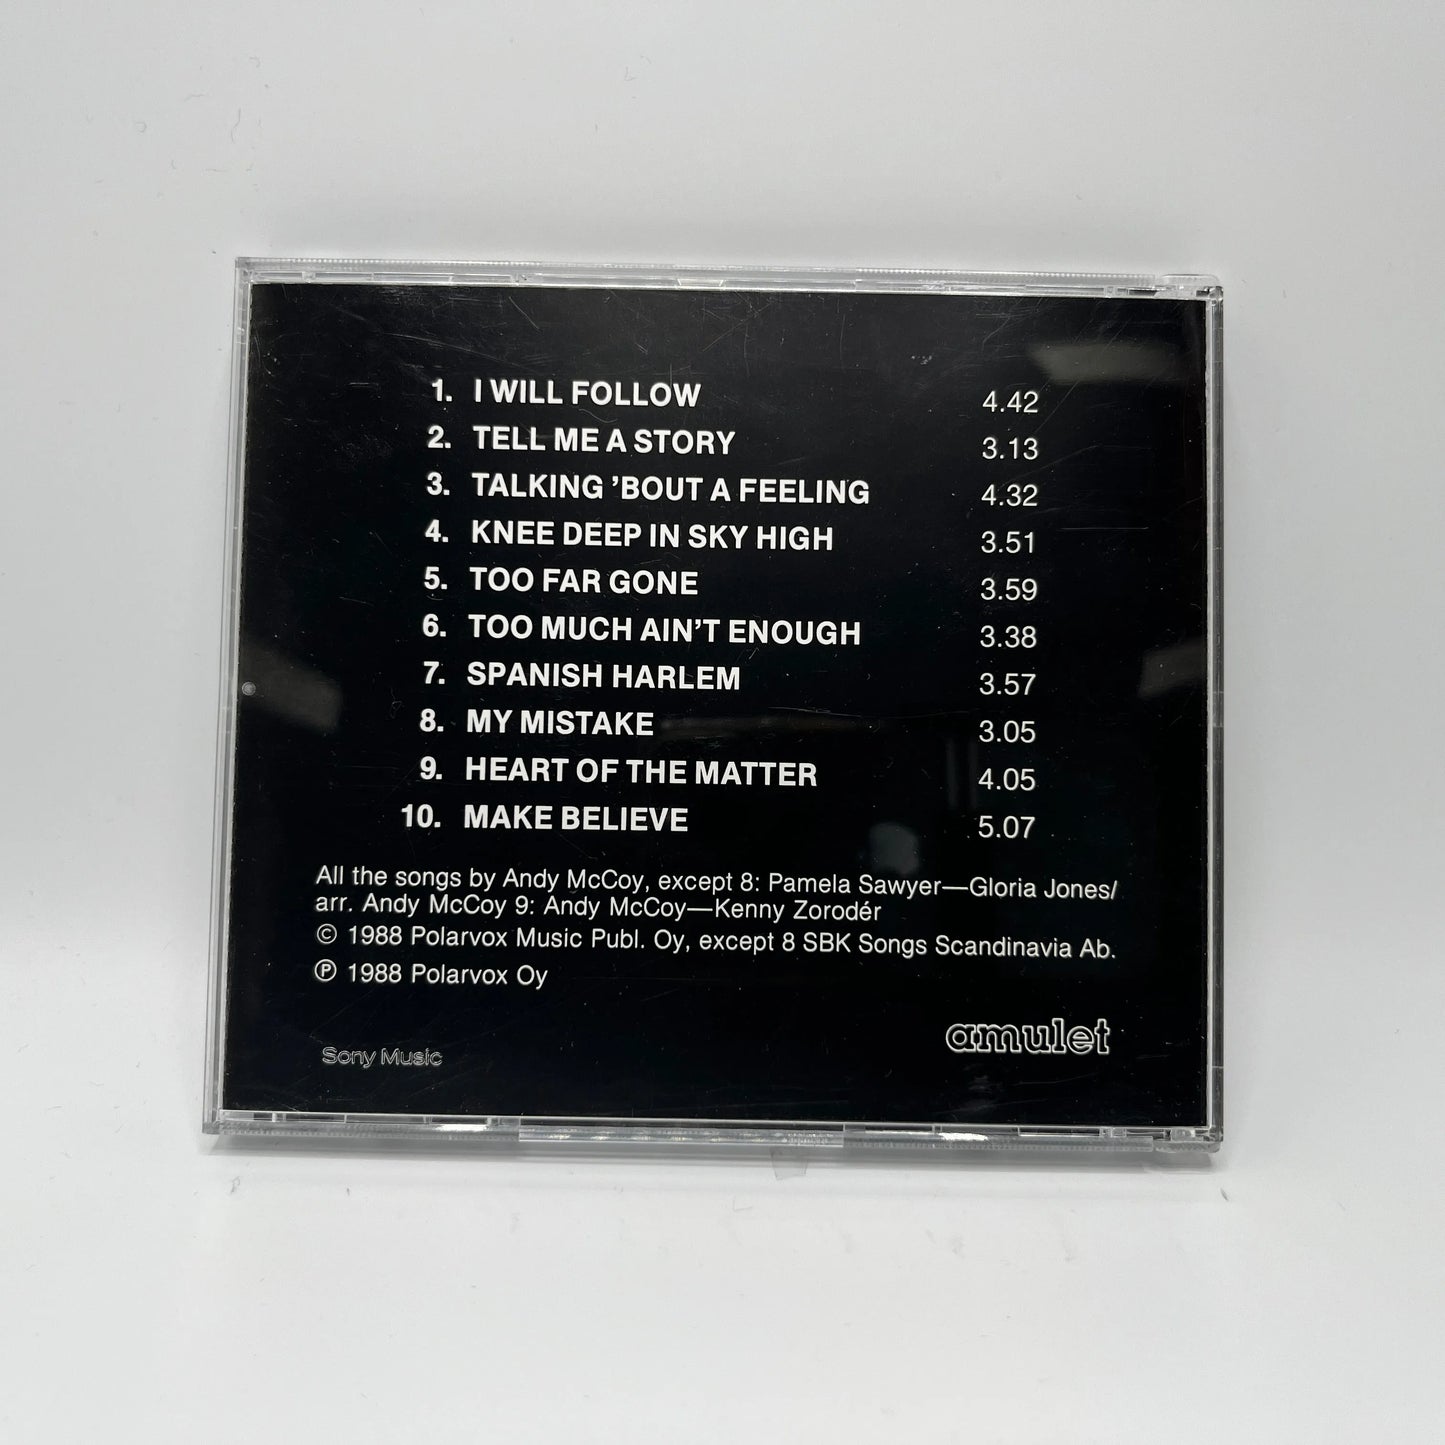 1. I WILL FOLLOW 4.42
2. TELL ME A STORY 3.13
3. TALKING ’BOUT A FEELING 4.32
4. KNEE DEEP IN SKY HIGH 3.51
5. TOO FAR GONE 3.59
6. TOO MUCH AIN’T ENOUGH 3.38
7. SPANISH HARLEM 3.57
8. MY MISTAKE 3.05
9. HEART OF THE MATTER 4.05
10. MAKE BELIEVE 5.07
All the songs by Andy McCoy, except 8: Pamela Sawyer—Gloria Jones/
arr. Andy McCoy 9: Andy McCoy—Kenny Zorodér
© 1988 Polarvox Music Publ. Oy, except 8 SBK Songs Scandinavia Ab.
℗ 1988 Polarvox Oy
amulet
Sony Music